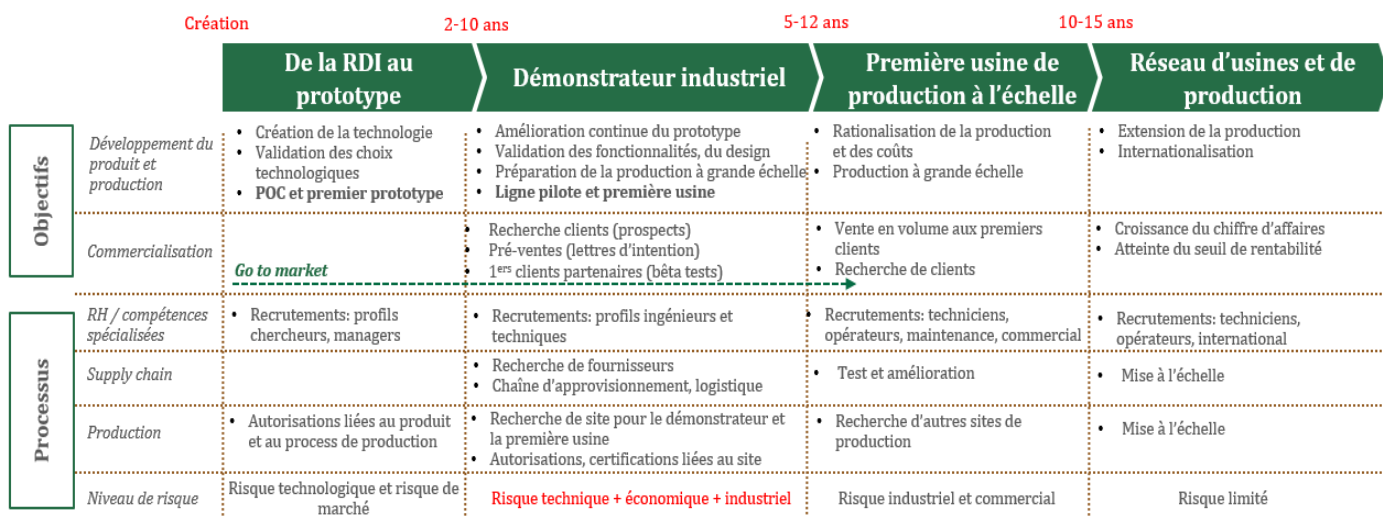 Création
2-10 ans
5-12 ans
10-15 ans
De la RDI au
prototype
Démonstrateur industriel
Première usine de
production à l'échelle
Réseau d'usines et de
production
Objectifs
Développement du
produit et
production
• Création de la technologie
• Validation des choix
technologiques
• POC et premier prototype
• Amélioration continue du prototype
• Validation des fonctionnalités, du design
• Préparation de la production à grande échelle
• Ligne pilote et première usine
• Rationalisation de la production
et des coûts
• Production à grande échelle
• Extension de la production
• Internationalisation
Commercialisation
Go to market
• Recherche clients (prospects)
• Pré-ventes (lettres d'intention)
• 1ers clients partenaires (bêta tests)
• Vente en volume aux premiers
clients
• Recherche de clients
• Croissance du chiffre d'affaires
• Atteinte du seuil de rentabilité
Processus
RH / compétences
spécialisées
• Recrutements: profils
chercheurs, managers
• Recrutements: profils ingénieurs et
techniques
• Recrutements: techniciens,
opérateurs, maintenance, commercial
• Recrutements: techniciens,
opérateurs, international
Supply chain
• Recherche de fournisseurs
• Chaîne d'approvisionnement, logistique
• Test et amélioration
• Mise à l'échelle
Production
• Autorisations liées au produit
et au process de production
• Recherche de site pour le démonstrateur et
la première usine
• Autorisations, certifications liées au site
• Recherche d'autres sites de
production
• Mise à l'échelle
Niveau de risque
Risque technologique et risque de
marché
Risque technique + économique + industriel
Risque industriel et commercial
Risque limité